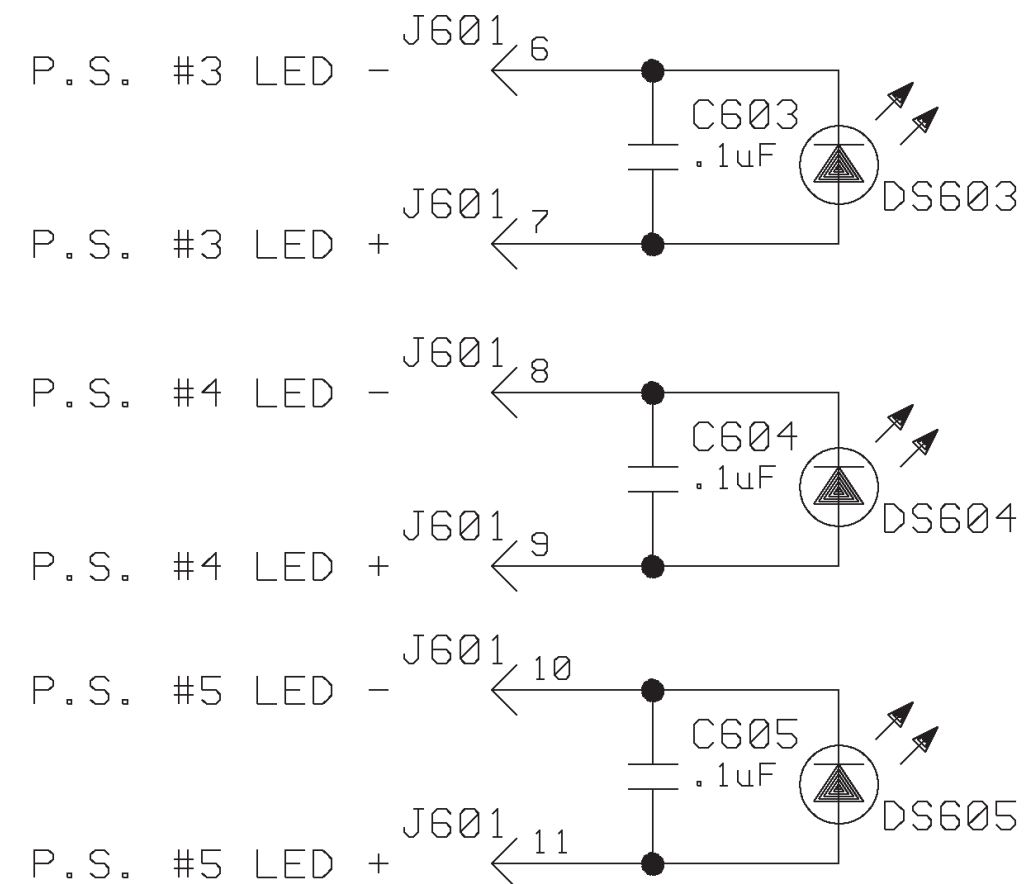 J601 6
P.S. #3 LED -
C603
.1uF
DS603
J601 7
P.S. #3 LED +
J601 8
P.S. #4 LED -
C604
.1uF
DS604
J601 9
P.S. #4 LED +
J601 10
P.S. #5 LED -
C605
.1uF
DS605
J601 11
P.S. #5 LED +